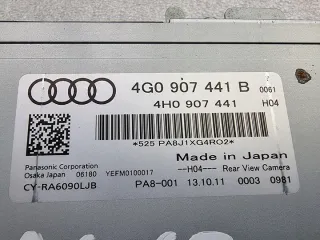 4G0 907 441 B 0061
4H0 907 441 H04
*525 PA8J1XG4RO2*
Made in Japan
Panasonic Corporation
Osaka Japan 06180 YEFM0100017 ---H04--- Rear View Camera
CY-RA6090LJB PA8-001 13.10.11 0003 0981